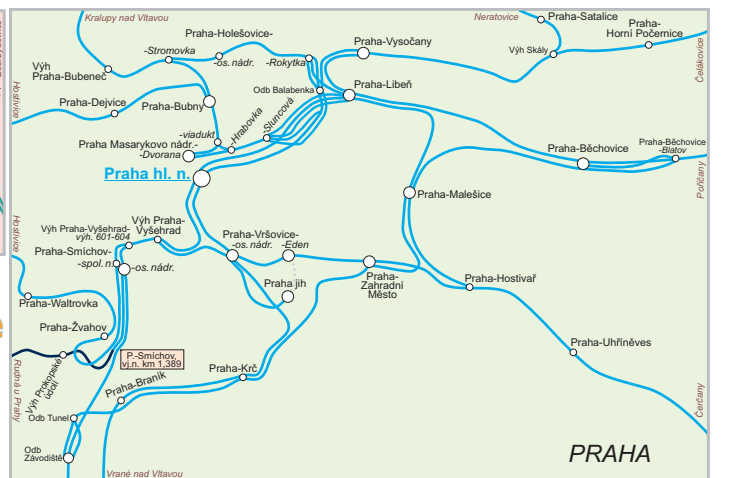 Kralupy nad Vltavou
Neratovice
Praha-Satalice
Praha-
Horní Počernice
Praha-Holešovice-
-os. nádr.
-Stromovka
-Rokytka
Praha-Vysočany
Výh Skály
Čelákovice
Výh
Praha-Bubeneč
Praha-Dejvice
Praha-Bubny
Odb Balabenka
Praha-Libeň
Hostivice
-viadukt
-Hrabovka
-Sluncová
Praha Masarykovo nádr.-
-Dvorana
Praha hl. n.
Praha-Běchovice
Praha-Běchovice
-Blatov
Poříčany
Praha-Malešice
Hostivice
Výh Praha-Vyšehrad-
výh. 601-604
Výh Praha-
Vyšehrad
Praha-Smíchov-
-spol. n.
-os. nádr.
Praha-Vršovice-
-os. nádr.
-Eden
Praha jih
Praha-
Zahradní
Město
Praha-Hostivař
Praha-Waltrovka
Praha-Žvahov
Praha-Uhříněves
P.-Smíchov,
vj.n. km 1,389
Rudná u Prahy
Výh Prokopské
údolí
Praha-Braník
Praha-Krč
Odb Tunel
Čerčany
Odb
Závodiště
PRAHA
Vrané nad Vltavou